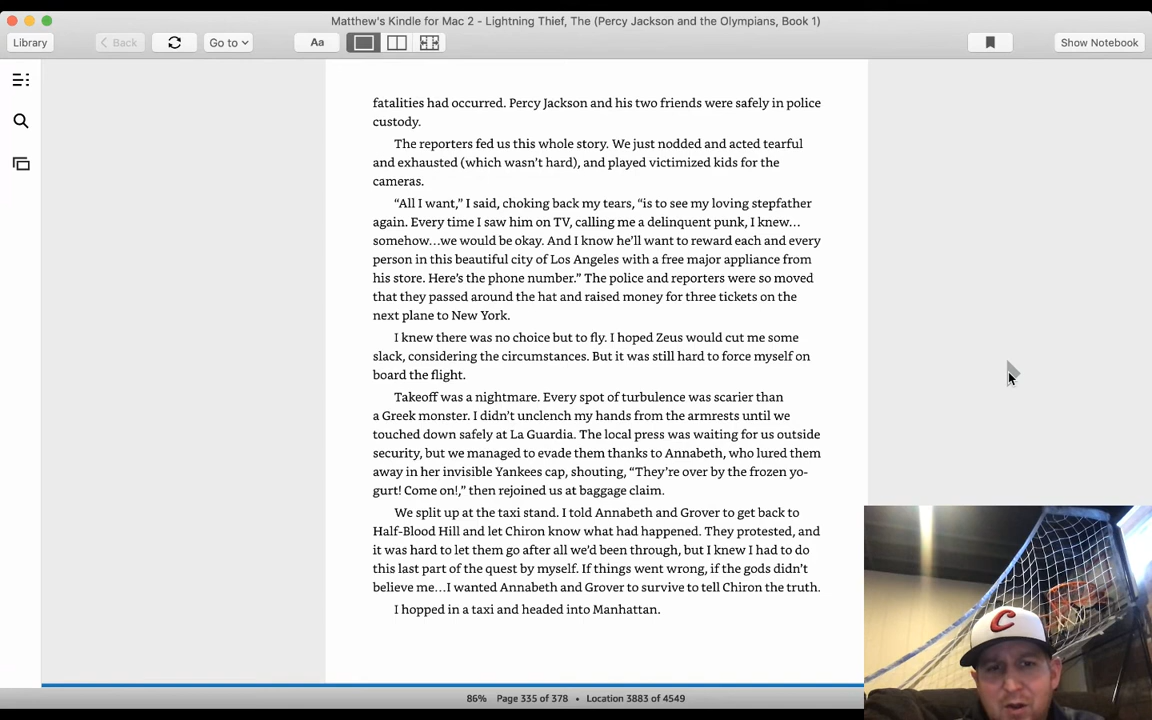 Matthew's Kindle for Mac 2 - Lightning Thief, The (Percy Jackson and the Olympians, Book 1)
Library
Back
Go to
Aa
Show Notebook
fatalities had occurred. Percy Jackson and his two friends were safely in police
custody.
The reporters fed us this whole story. We just nodded and acted tearful
and exhausted (which wasn’t hard), and played victimized kids for the
cameras.
“All I want,” I said, choking back my tears, “is to see my loving stepfather
again. Every time I saw him on TV, calling me a delinquent punk, I knew…
somehow…we would be okay. And I know he’ll want to reward each and every
person in this beautiful city of Los Angeles with a free major appliance from
his store. Here’s the phone number.” The police and reporters were so moved
that they passed around the hat and raised money for three tickets on the
next plane to New York.
I knew there was no choice but to fly. I hoped Zeus would cut me some
slack, considering the circumstances. But it was still hard to force myself on
board the flight.
Takeoff was a nightmare. Every spot of turbulence was scarier than
a Greek monster. I didn’t unclench my hands from the armrests until we
touched down safely at La Guardia. The local press was waiting for us outside
security, but we managed to evade them thanks to Annabeth, who lured them
away in her invisible Yankees cap, shouting, “They’re over by the frozen yo-
gurt! Come on!,” then rejoined us at baggage claim.
We split up at the taxi stand. I told Annabeth and Grover to get back to
Half-Blood Hill and let Chiron know what had happened. They protested, and
it was hard to let them go after all we’d been through, but I knew I had to do
this last part of the quest by myself. If things went wrong, if the gods didn’t
believe me…I wanted Annabeth and Grover to survive to tell Chiron the truth.
I hopped in a taxi and headed into Manhattan.
C
86% Page 335 of 378 • Location 3883 of 4549